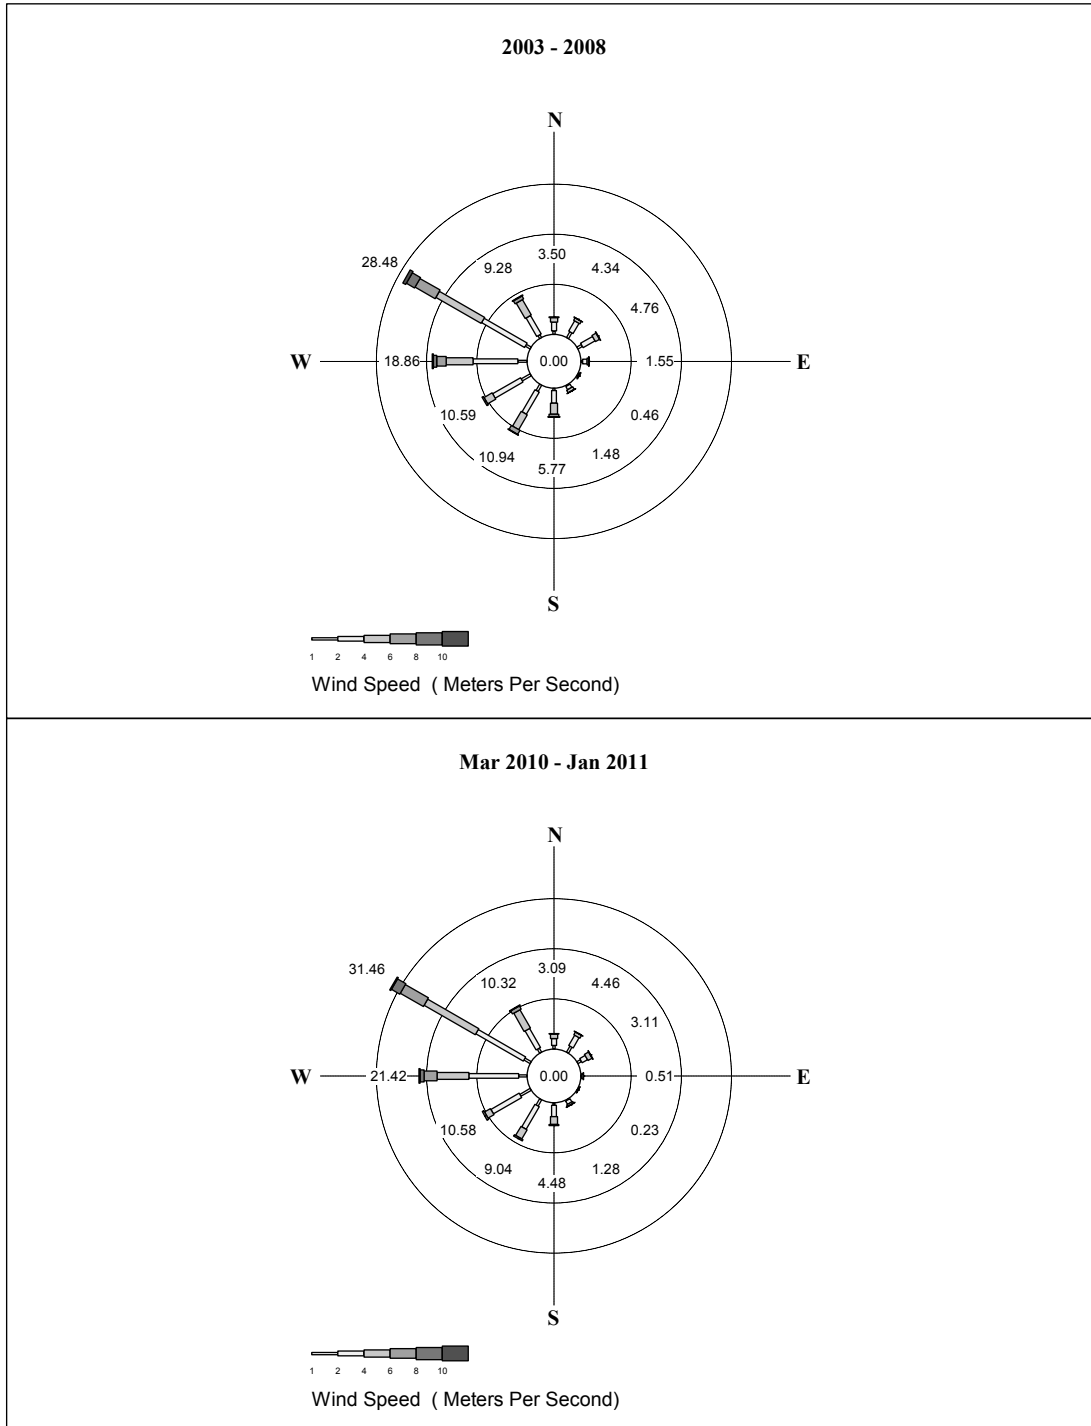 2003 - 2008
N
3.50
28.48 9.28 4.34
4.76
W 18.86 0.00 1.55 E
10.59 0.46
10.94 1.48
5.77
S
1 2 4 6 8 10
Wind Speed ( Meters Per Second)
Mar 2010 - Jan 2011
N
3.09
31.46 10.32 4.46
3.11
W 21.42 0.00 0.51 E
10.58 0.23
9.04 1.28
4.48
S
1 2 4 6 8 10
Wind Speed ( Meters Per Second)